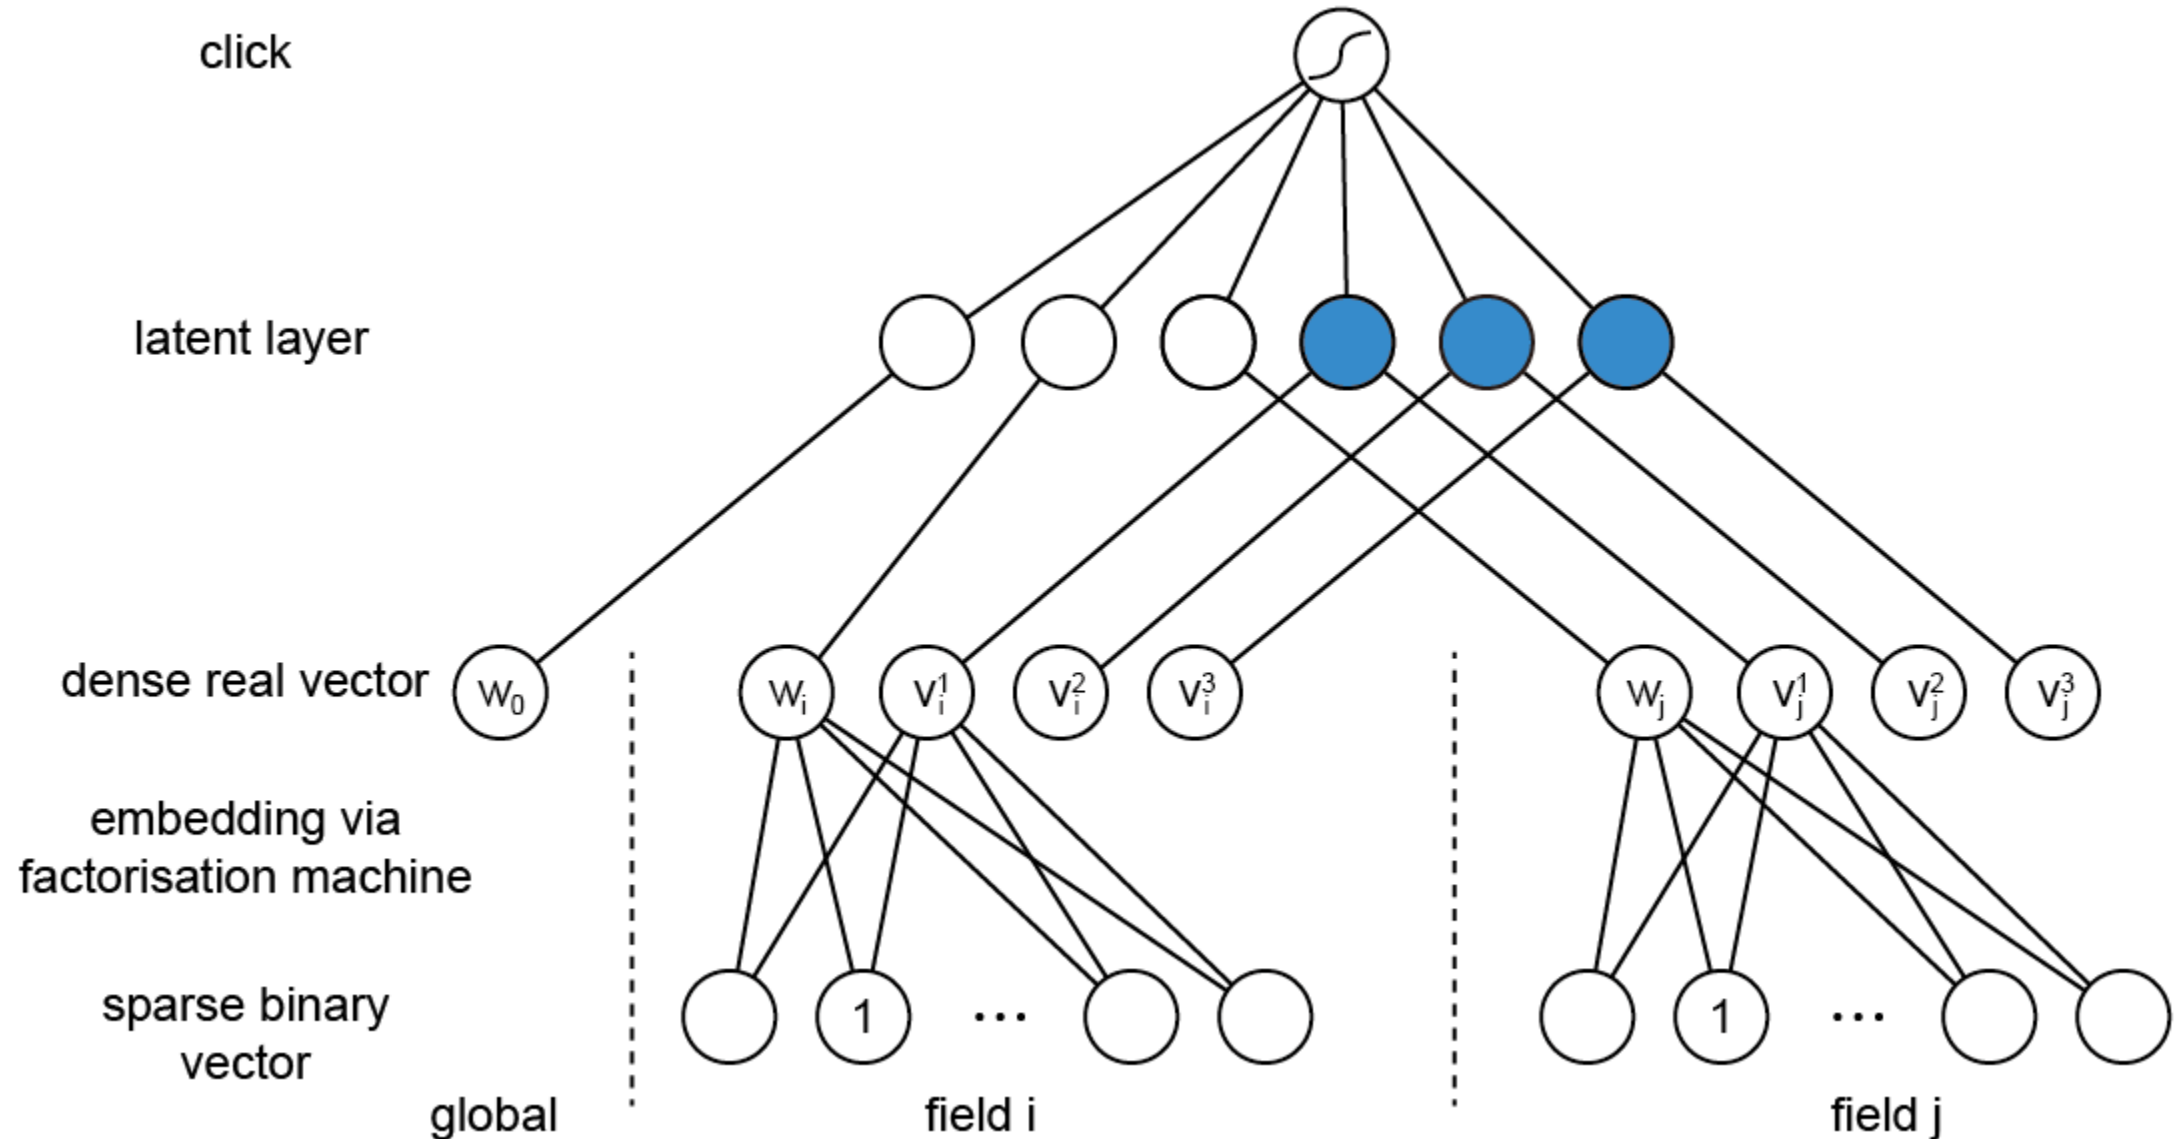 click
latent layer
dense real vector
w₀
wᵢ
vᵢ¹
vᵢ²
vᵢ³
wⱼ
vⱼ¹
vⱼ²
vⱼ³
embedding via
factorisation machine
sparse binary
vector
1
...
1
...
global
field i
field j